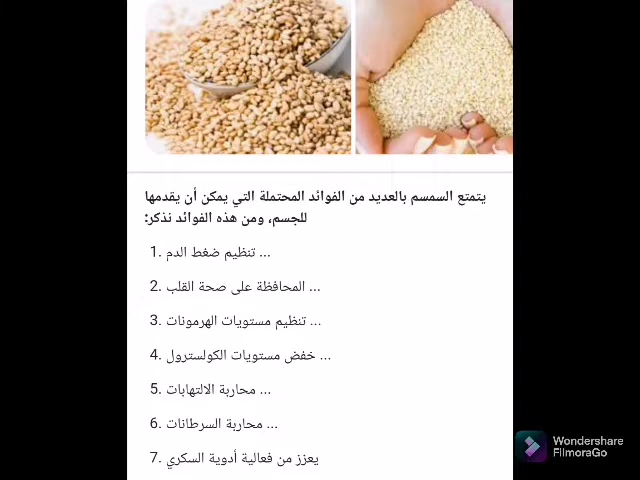 يتمتع السمسم بالعديد من الفوائد المحتملة التي يمكن أن يقدمها
للجسم، ومن هذه الفوائد نذكر:
1. تنظيم ضغط الدم ...
2. المحافظة على صحة القلب ...
3. تنظيم مستويات الهرمونات ...
4. خفض مستويات الكولسترول ...
5. محاربة الالتهابات ...
6. محاربة السرطانات ...
7. يعزز من فعالية أدوية السكري
Wondershare
FilmoraGo